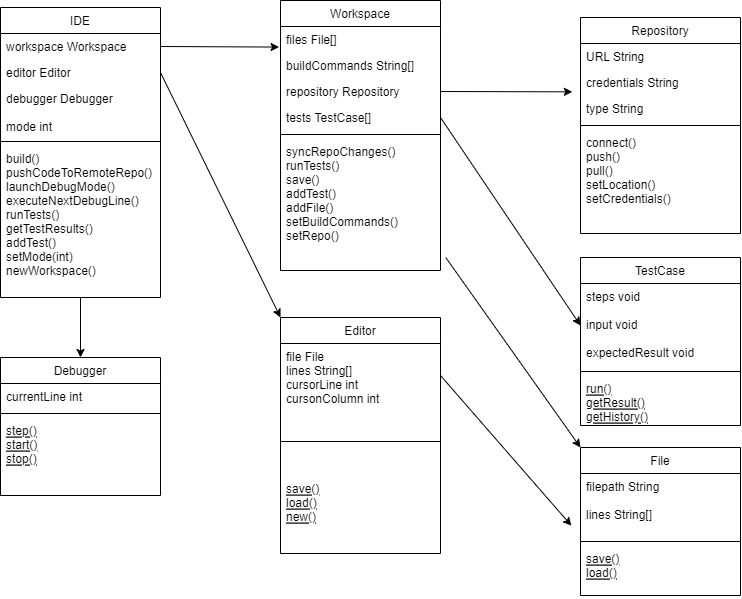 IDE
workspace Workspace
editor Editor
debugger Debugger
mode int
build()
pushCodeToRemoteRepo()
launchDebugMode()
executeNextDebugLine()
runTests()
getTestResults()
addTest()
setMode(int)
newWorkspace()
Debugger
currentLine int
step()
start()
stop()
Workspace
files File[]
buildCommands String[]
repository Repository
tests TestCase[]
syncRepoChanges()
runTests()
save()
addTest()
addFile()
setBuildCommands()
setRepo()
Editor
file File
lines String[]
cursorLine int
cursonColumn int
save()
load()
new()
Repository
URL String
credentials String
type String
connect()
push()
pull()
setLocation()
setCredentials()
TestCase
steps void
input void
expectedResult void
run()
getResult()
getHistory()
File
filepath String
lines String[]
save()
load()